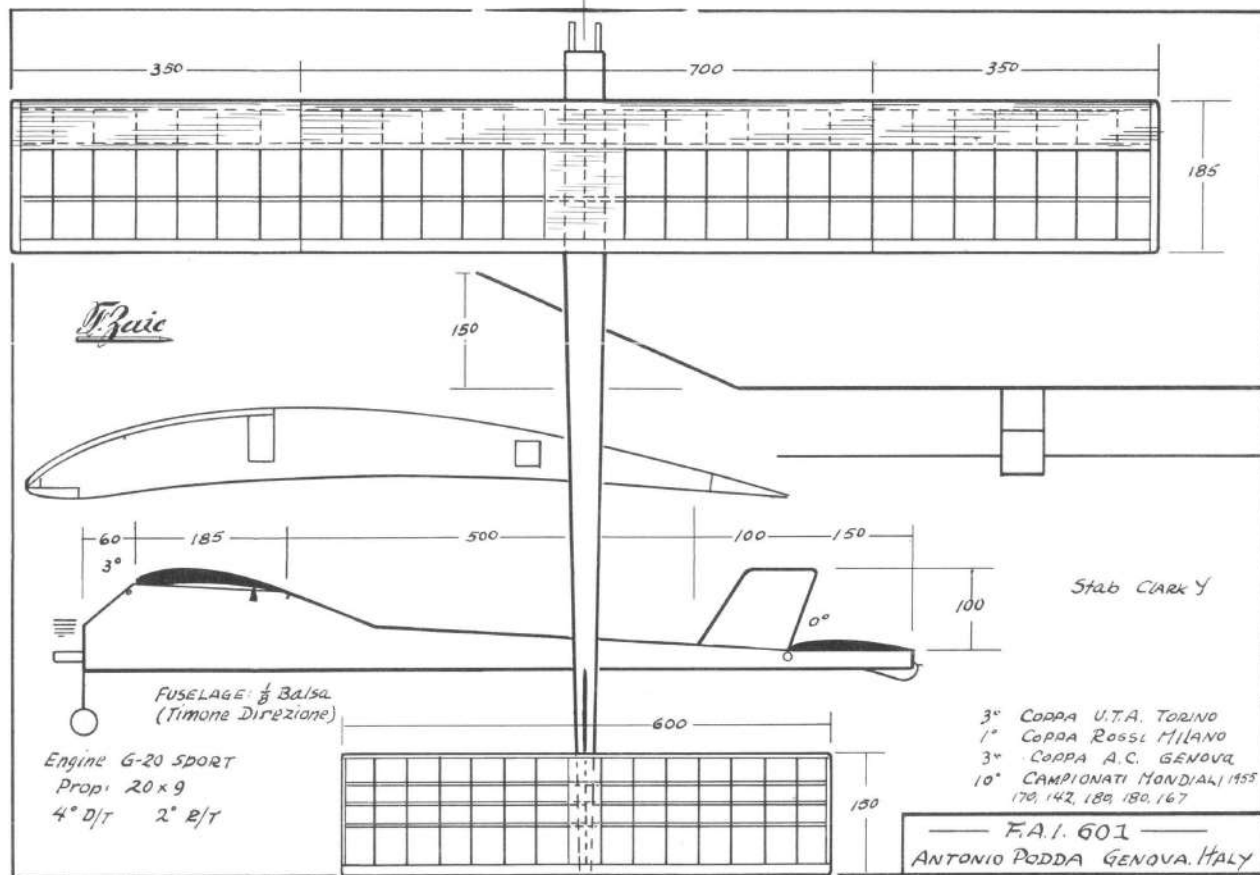 350
700
350
185
F. Zaic
150
60
185
500
100
150
3°
0°
100
Stab CLARK Y
FUSELAGE: 1/8 Balsa
(Timone Direzione)
600
Engine G-20 SPORT
Prop: 20 x 9
4° D/T 2° R/T
150
3° COPPA U.T.A. TORINO
1° COPPA ROSSI MILANO
3° COPPA A.C. GENOVA
10° CAMPIONATI MONDIALI 1955
170, 142, 180, 180, 167
F.A.I. 601
ANTONIO PODDA GENOVA. ITALY